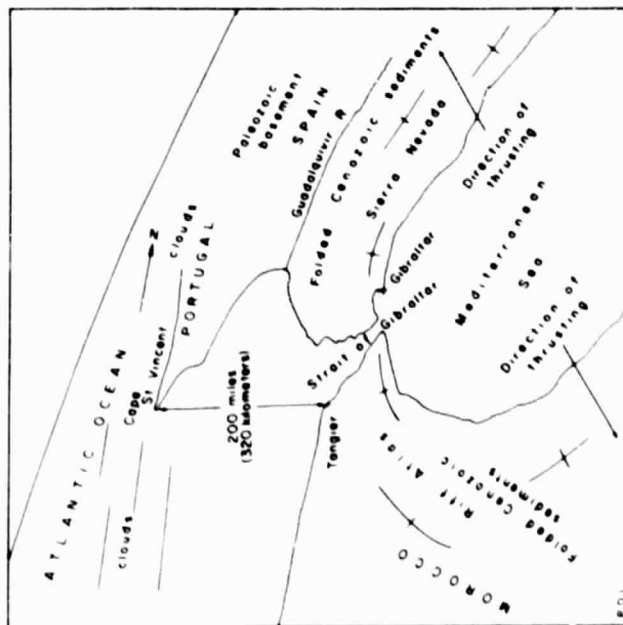 ATLANTIC OCEAN
clouds
Cape
St Vincent
N
clouds
PORTUGAL
Paleozoic
basement
SPAIN
Guadalquivir R
Folded Cenozoic sediments
Sierra Nevada
200 miles
(320 kilometers)
Tangier
Strait of Gibraltar
Gibraltar
Direction of
thrusting
Mediterranean
Sea
Direction of
thrusting
Riff Atlas
Folded Cenozoic
sediments
MOROCCO